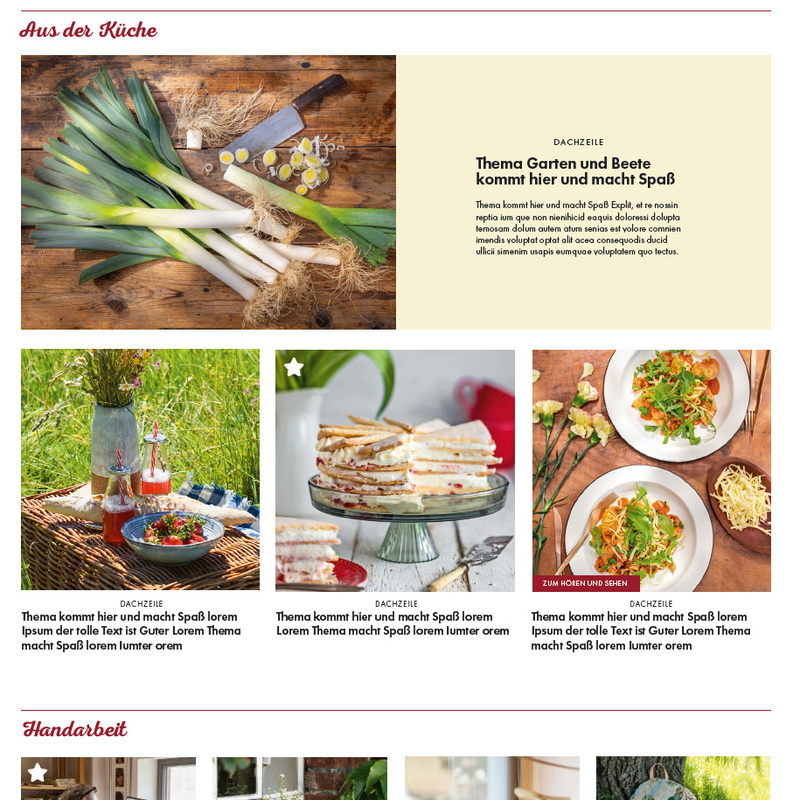 Aus der Küche
DACHZEILE
Thema Garten und Beete
kommt hier und macht Spaß
Thema kommt hier und macht Spaß Explit, et re nossin
reptia ium que non nienihicid eaquis doloressi dolupta
temosam dolum autem atum senias est volore comnien
imendis voluptat optat alit acea consequodis ducid
ullicii simenim usapis eumquae voluptatem quo tectus.
ZUM HÖREN UND SEHEN
DACHZEILE
Thema kommt hier und macht Spaß lorem
Ipsum der tolle Text ist Guter Lorem Thema
macht Spaß lorem Iumter orem
DACHZEILE
Thema kommt hier und macht Spaß lorem
Lorem Thema macht Spaß lorem Iumter orem
DACHZEILE
Thema kommt hier und macht Spaß lorem
Ipsum der tolle Text ist Guter Lorem Thema
macht Spaß lorem Iumter orem
Handarbeit